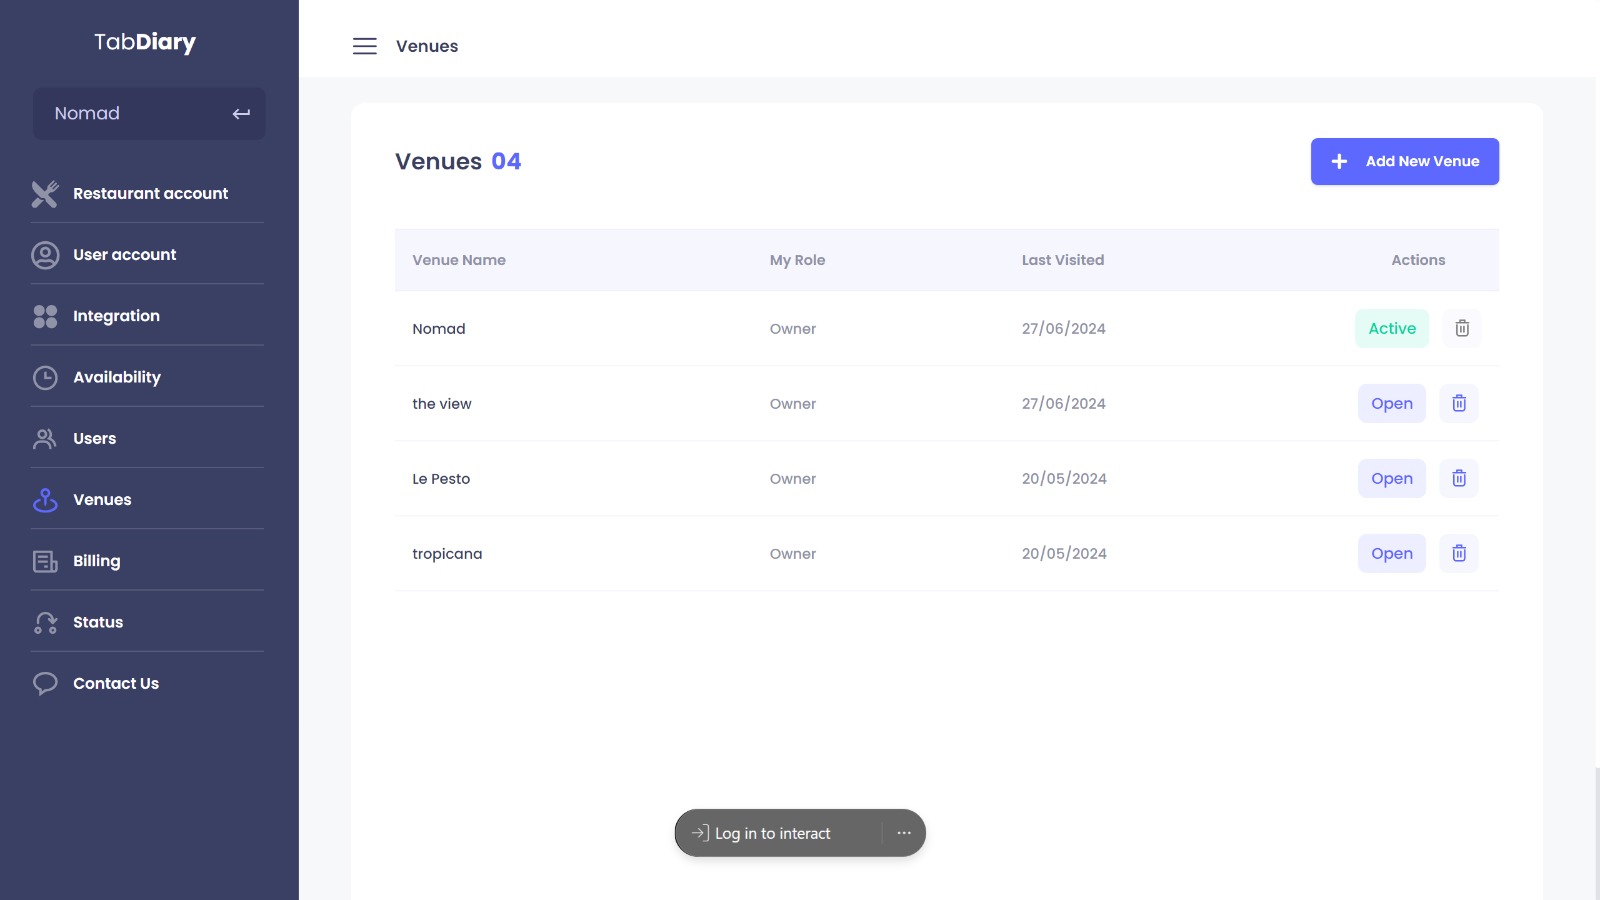 TabDiary
Nomad
Restaurant account
User account
Integration
Availability
Users
Venues
Billing
Status
Contact Us
Venues
Venues 04
Add New Venue
Venue Name My Role Last Visited Actions
Nomad Owner 27/06/2024 Active
the view Owner 27/06/2024 Open
Le Pesto Owner 20/05/2024 Open
tropicana Owner 20/05/2024 Open
Log in to interact